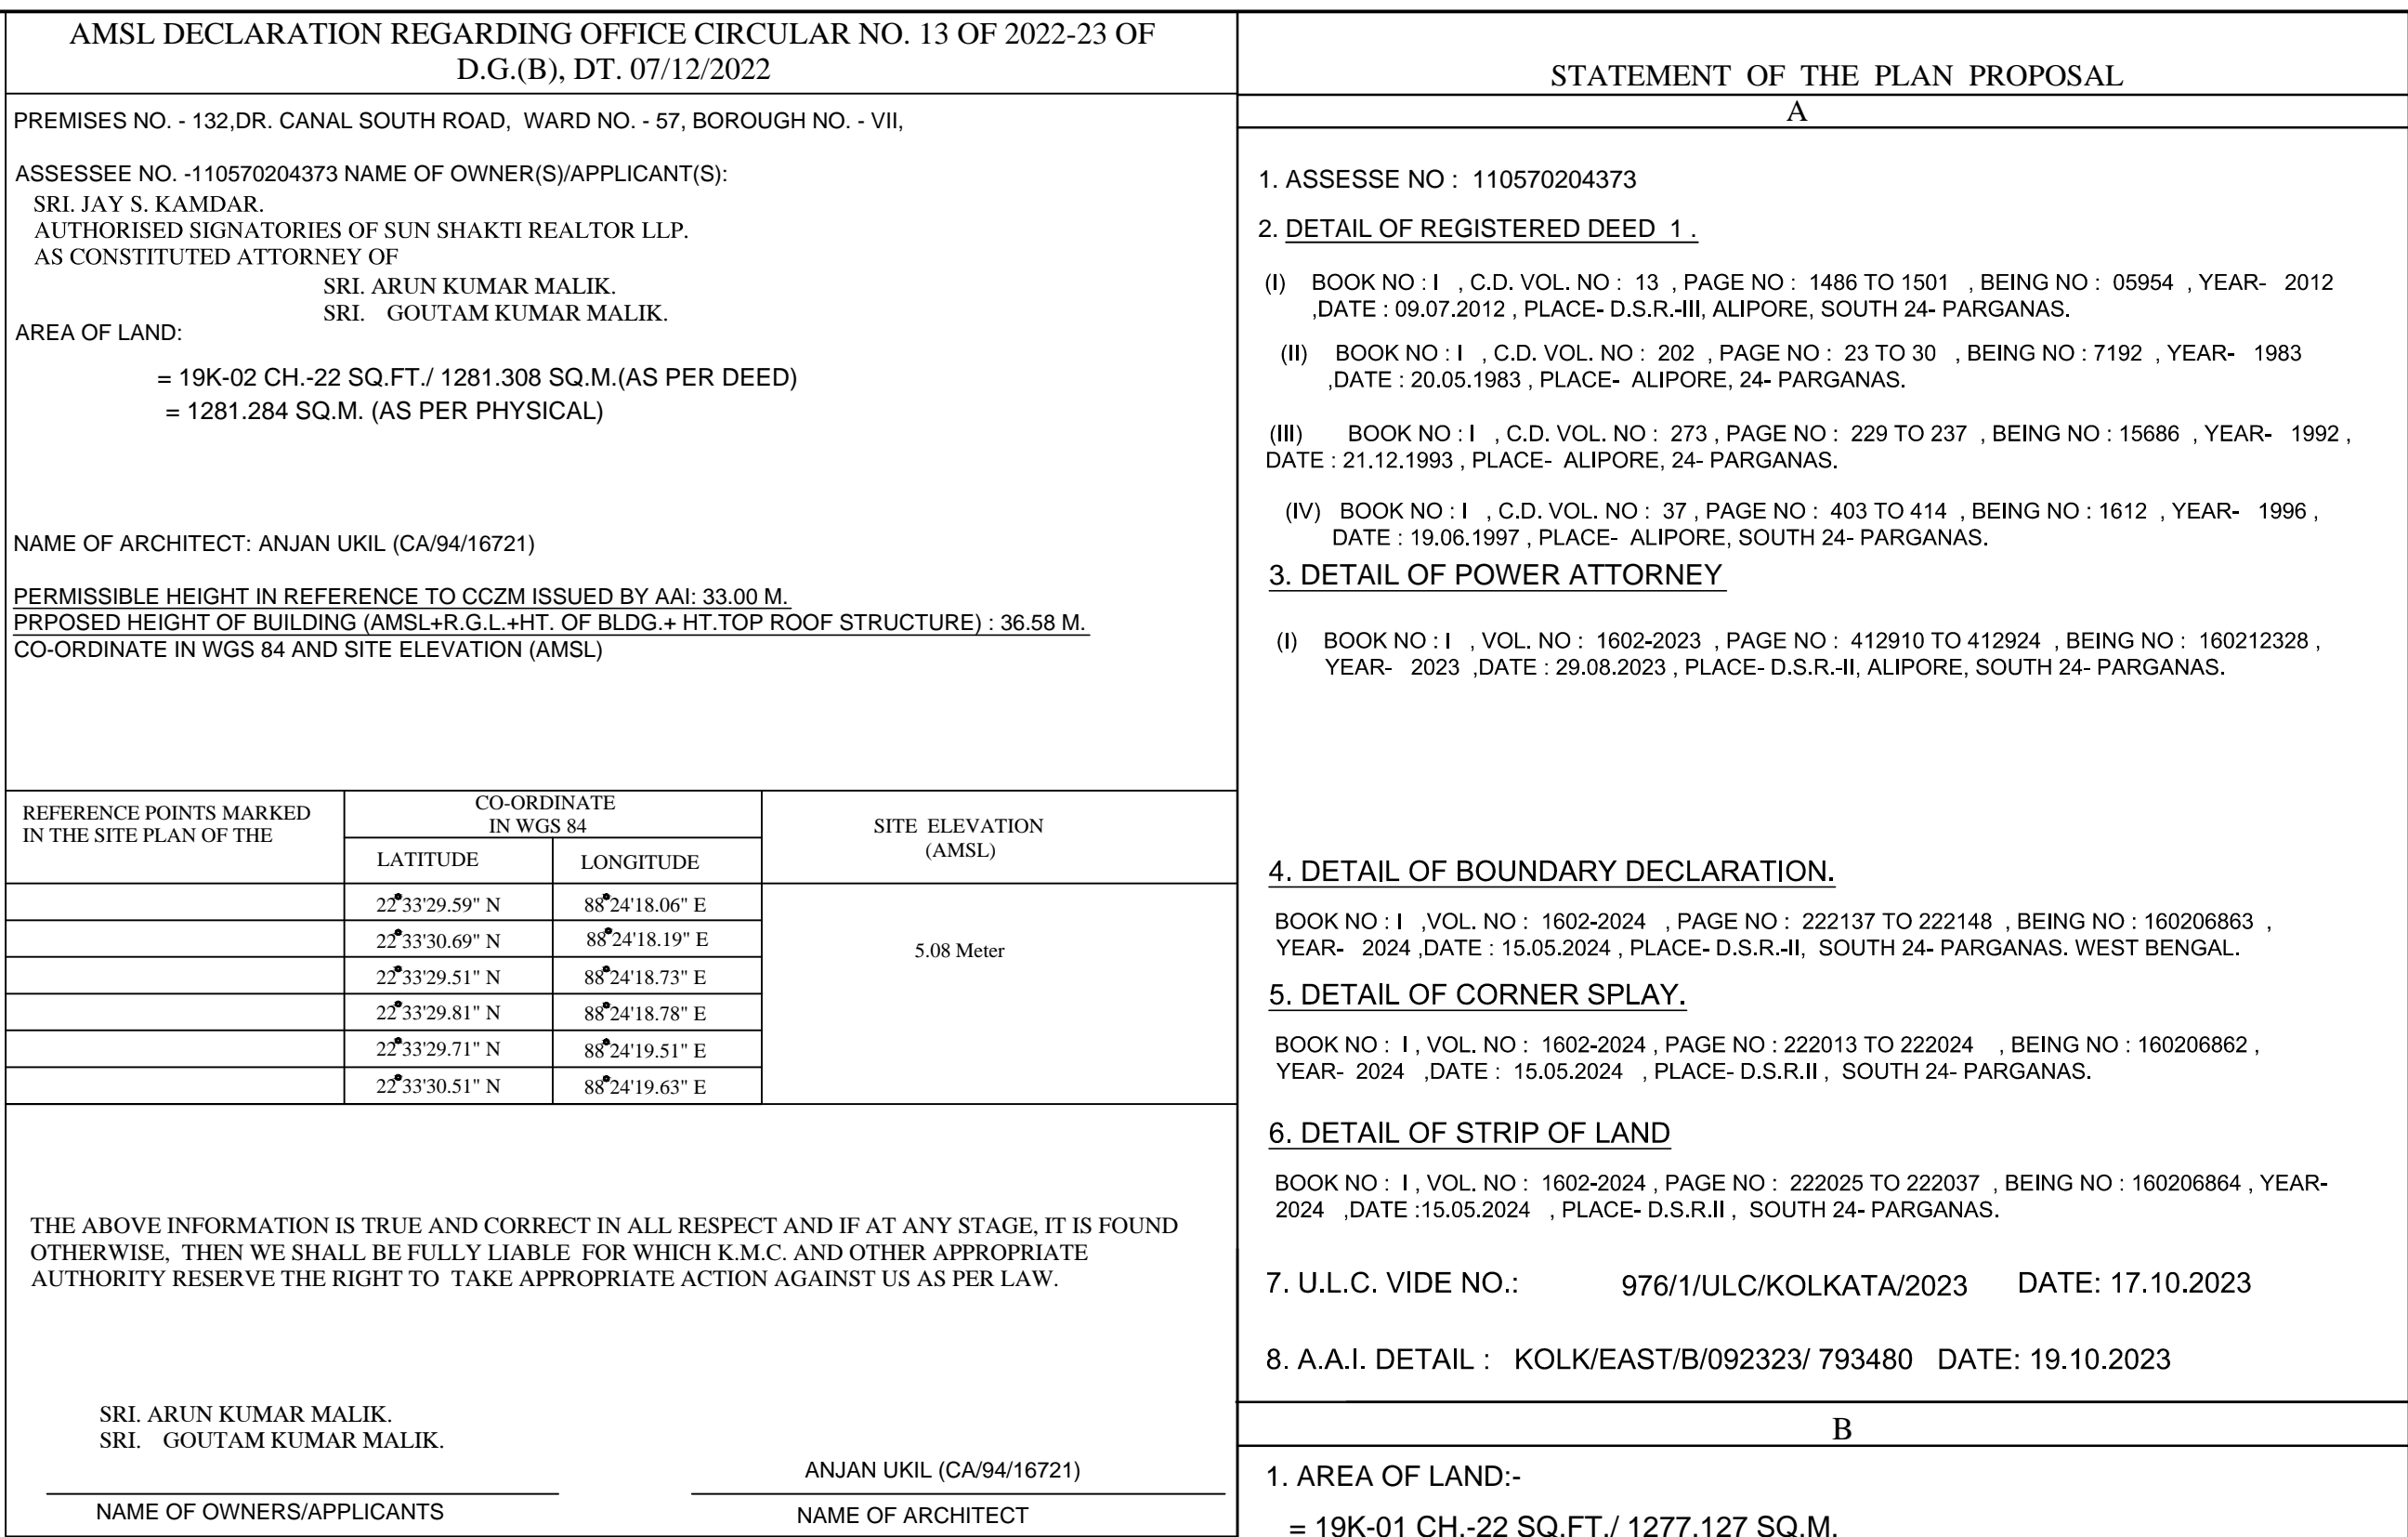 AMSL DECLARATION REGARDING OFFICE CIRCULAR NO. 13 OF 2022-23 OF
D.G.(B), DT. 07/12/2022
PREMISES NO. - 132,DR. CANAL SOUTH ROAD, WARD NO. - 57, BOROUGH NO. - VII,
ASSESSEE NO. -110570204373 NAME OF OWNER(S)/APPLICANT(S):
SRI. JAY S. KAMDAR.
AUTHORISED SIGNATORIES OF SUN SHAKTI REALTOR LLP.
AS CONSTITUTED ATTORNEY OF
SRI. ARUN KUMAR MALIK.
SRI. GOUTAM KUMAR MALIK.
AREA OF LAND:
= 19K-02 CH.-22 SQ.FT./ 1281.308 SQ.M.(AS PER DEED)
= 1281.284 SQ.M. (AS PER PHYSICAL)
NAME OF ARCHITECT: ANJAN UKIL (CA/94/16721)
PERMISSIBLE HEIGHT IN REFERENCE TO CCZM ISSUED BY AAI: 33.00 M.
PRPOSED HEIGHT OF BUILDING (AMSL+R.G.L.+HT. OF BLDG.+ HT.TOP ROOF STRUCTURE) : 36.58 M.
CO-ORDINATE IN WGS 84 AND SITE ELEVATION (AMSL)
REFERENCE POINTS MARKED
IN THE SITE PLAN OF THE
CO-ORDINATE
IN WGS 84
LATITUDE
LONGITUDE
SITE ELEVATION
(AMSL)
22°33'29.59" N 88°24'18.06" E
22°33'30.69" N 88°24'18.19" E
22°33'29.51" N 88°24'18.73" E
22°33'29.81" N 88°24'18.78" E
22°33'29.71" N 88°24'19.51" E
22°33'30.51" N 88°24'19.63" E
5.08 Meter
THE ABOVE INFORMATION IS TRUE AND CORRECT IN ALL RESPECT AND IF AT ANY STAGE, IT IS FOUND
OTHERWISE, THEN WE SHALL BE FULLY LIABLE FOR WHICH K.M.C. AND OTHER APPROPRIATE
AUTHORITY RESERVE THE RIGHT TO TAKE APPROPRIATE ACTION AGAINST US AS PER LAW.
SRI. ARUN KUMAR MALIK.
SRI. GOUTAM KUMAR MALIK.
NAME OF OWNERS/APPLICANTS
ANJAN UKIL (CA/94/16721)
NAME OF ARCHITECT
STATEMENT OF THE PLAN PROPOSAL
A
1. ASSESSE NO : 110570204373
2. DETAIL OF REGISTERED DEED 1 .
(I) BOOK NO : I , C.D. VOL. NO : 13 , PAGE NO : 1486 TO 1501 , BEING NO : 05954 , YEAR- 2012
,DATE : 09.07.2012 , PLACE- D.S.R.-III, ALIPORE, SOUTH 24- PARGANAS.
(II) BOOK NO : I , C.D. VOL. NO : 202 , PAGE NO : 23 TO 30 , BEING NO : 7192 , YEAR- 1983
,DATE : 20.05.1983 , PLACE- ALIPORE, 24- PARGANAS.
(III) BOOK NO : I , C.D. VOL. NO : 273 , PAGE NO : 229 TO 237 , BEING NO : 15686 , YEAR- 1992 ,
DATE : 21.12.1993 , PLACE- ALIPORE, 24- PARGANAS.
(IV) BOOK NO : I , C.D. VOL. NO : 37 , PAGE NO : 403 TO 414 , BEING NO : 1612 , YEAR- 1996 ,
DATE : 19.06.1997 , PLACE- ALIPORE, SOUTH 24- PARGANAS.
3. DETAIL OF POWER ATTORNEY
(I) BOOK NO : I , VOL. NO : 1602-2023 , PAGE NO : 412910 TO 412924 , BEING NO : 160212328 ,
YEAR- 2023 ,DATE : 29.08.2023 , PLACE- D.S.R.-II, ALIPORE, SOUTH 24- PARGANAS.
4. DETAIL OF BOUNDARY DECLARATION.
BOOK NO : I ,VOL. NO : 1602-2024 , PAGE NO : 222137 TO 222148 , BEING NO : 160206863 ,
YEAR- 2024 ,DATE : 15.05.2024 , PLACE- D.S.R.-II, SOUTH 24- PARGANAS. WEST BENGAL.
5. DETAIL OF CORNER SPLAY.
BOOK NO : I , VOL. NO : 1602-2024 , PAGE NO : 222013 TO 222024 , BEING NO : 160206862 ,
YEAR- 2024 ,DATE : 15.05.2024 , PLACE- D.S.R.II , SOUTH 24- PARGANAS.
6. DETAIL OF STRIP OF LAND
BOOK NO : I , VOL. NO : 1602-2024 , PAGE NO : 222025 TO 222037 , BEING NO : 160206864 , YEAR-
2024 ,DATE :15.05.2024 , PLACE- D.S.R.II , SOUTH 24- PARGANAS.
7. U.L.C. VIDE NO.: 976/1/ULC/KOLKATA/2023 DATE: 17.10.2023
8. A.A.I. DETAIL : KOLK/EAST/B/092323/ 793480 DATE: 19.10.2023
B
1. AREA OF LAND:-
= 19K-01 CH.-22 SQ.FT./ 1277.127 SQ.M.